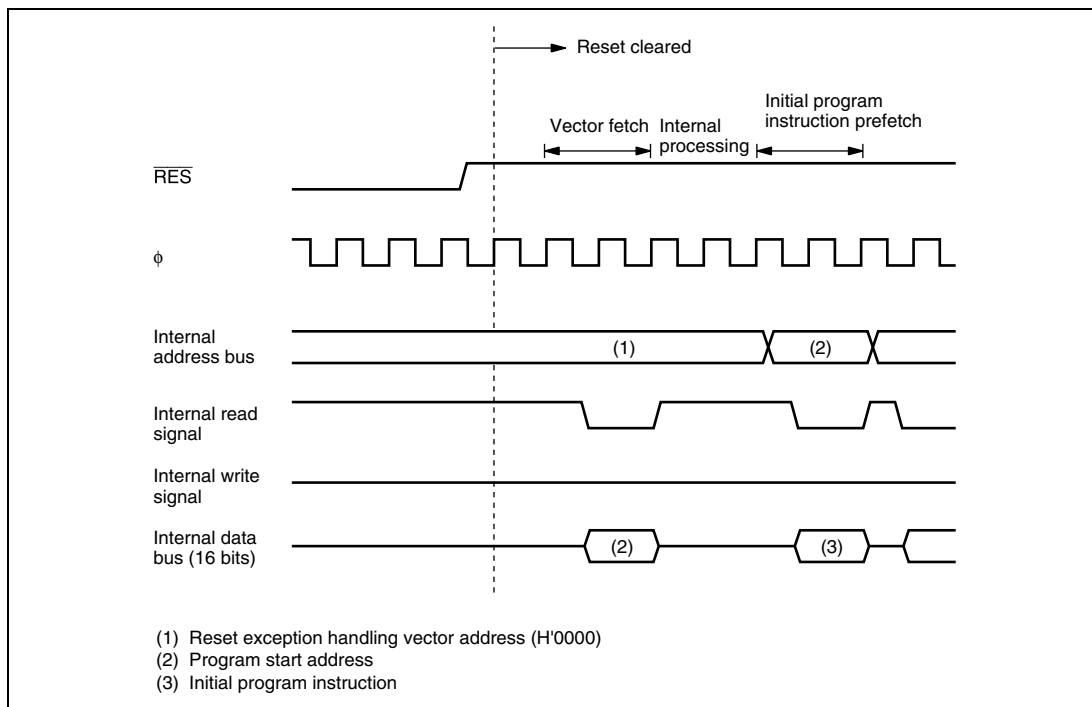 Reset cleared
Initial program
Vector fetch Internal instruction prefetch
processing
RES
ϕ
Internal
address bus
(1)
(2)
Internal read
signal
Internal write
signal
Internal data
bus (16 bits)
(2)
(3)
(1) Reset exception handling vector address (H'0000)
(2) Program start address
(3) Initial program instruction